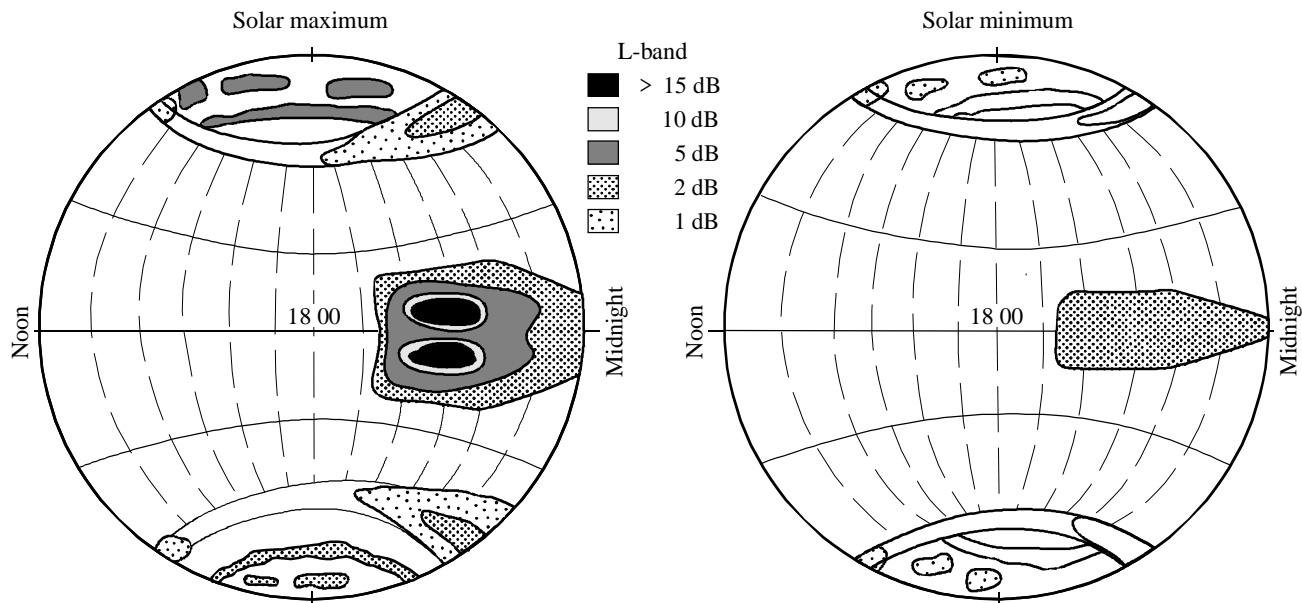 Solar maximum
Solar minimum
L-band
> 15 dB
10 dB
5 dB
2 dB
1 dB
Noon
18 00
Midnight
Noon
18 00
Midnight